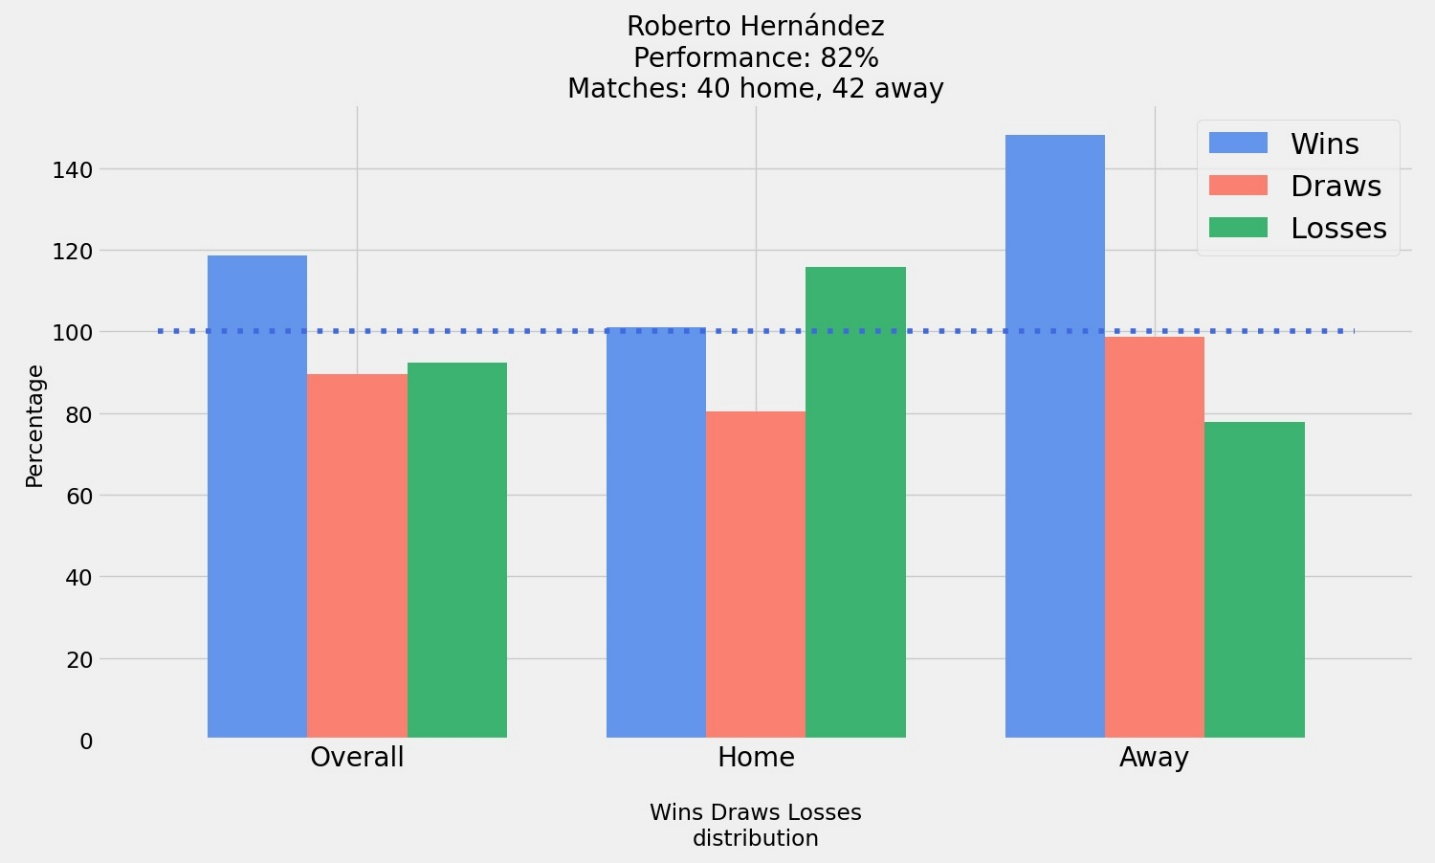 Roberto Hernández
Performance: 82%
Matches: 40 home, 42 away
Wins
Draws
Losses
Percentage
140
120
100
80
60
40
20
0
Overall Home Away
Wins Draws Losses
distribution